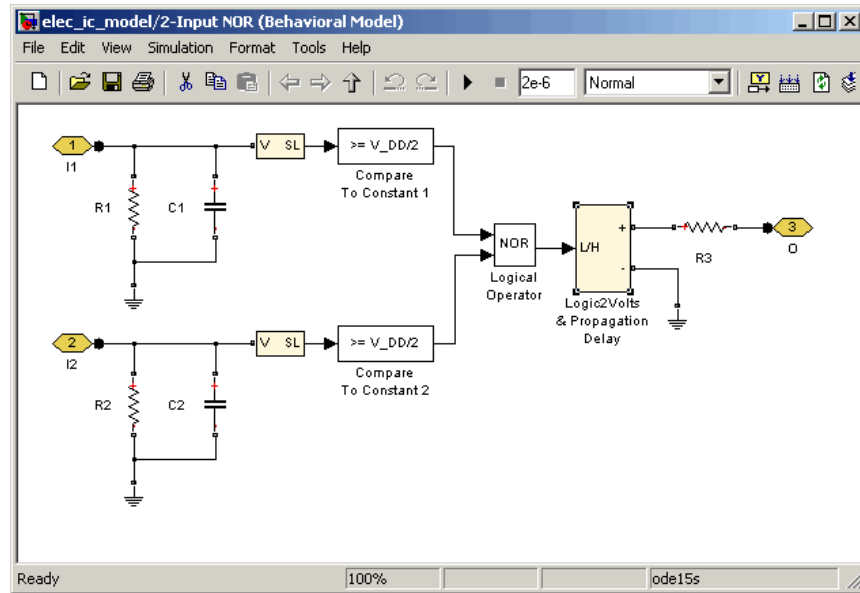 elec_ic_model/2-Input NOR (Behavioral Model)
File Edit View Simulation Format Tools Help
2e-6 Normal
1
I1
R1
C1
V SL
>= V_DD/2
Compare
To Constant 1
NOR
Logical
Operator
L/H
+
-
Logic2Volts
& Propagation
Delay
R3
3
O
2
I2
R2
C2
V SL
>= V_DD/2
Compare
To Constant 2
Ready 100% ode15s